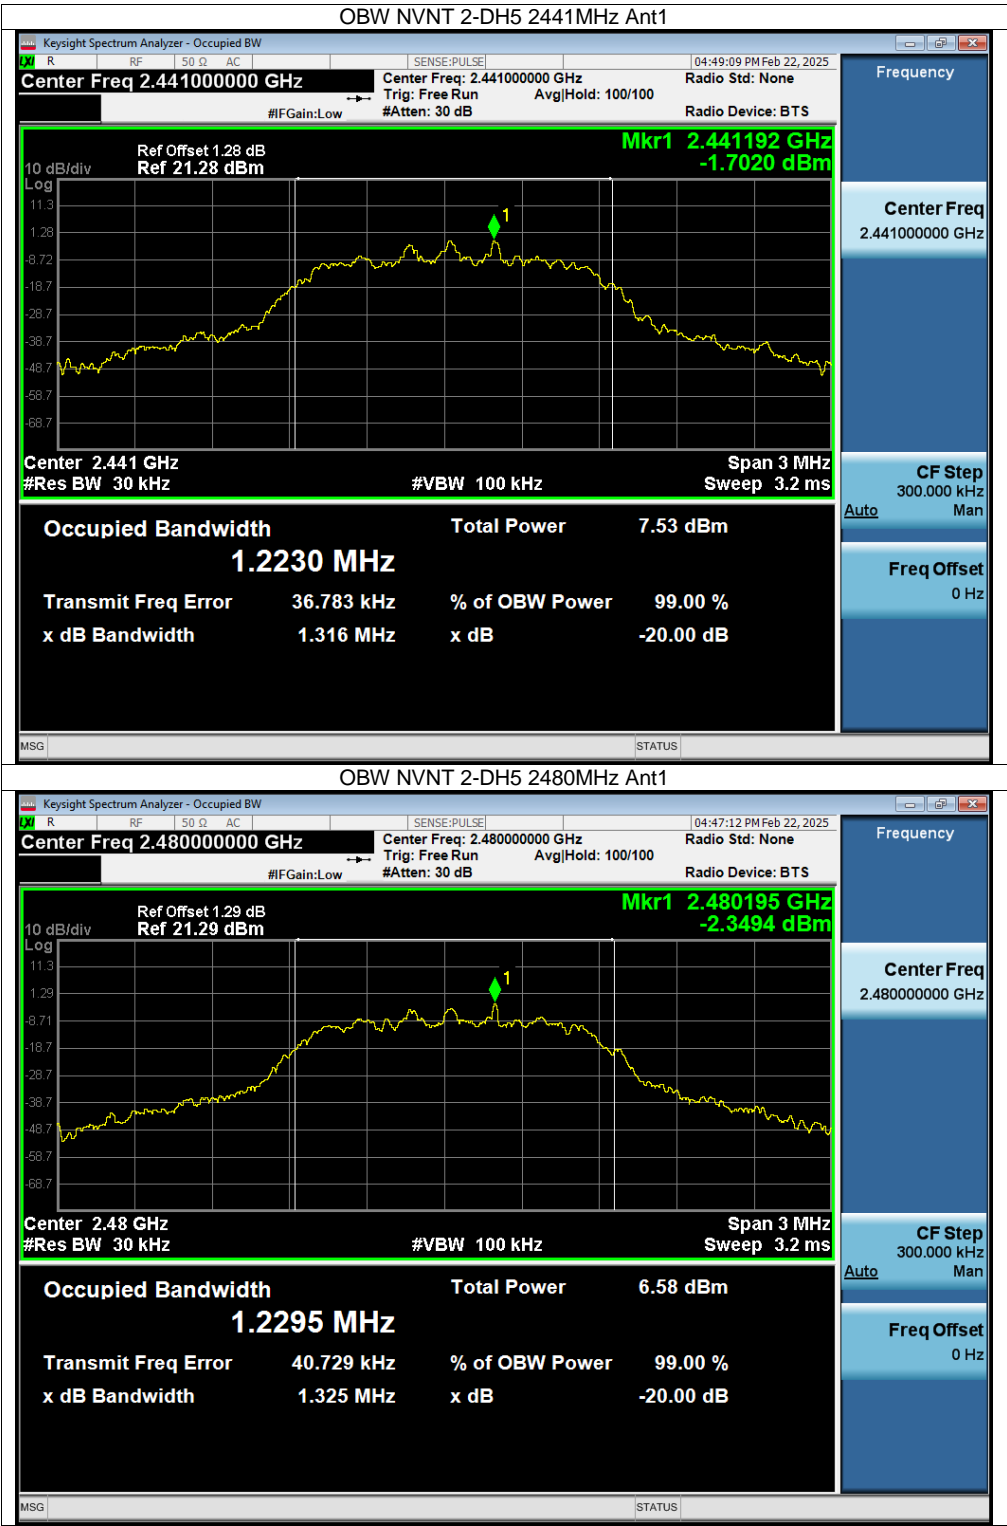 OBW NVNT 2-DH5 2441MHz Ant1
Keysight Spectrum Analyzer - Occupied BW
LXI R RF 50 Ω AC SENSE:PULSE 04:49:09 PM Feb 22, 2025
Center Freq 2.441000000 GHz
Center Freq: 2.441000000 GHz
Radio Std: None
Trig: Free Run Avg|Hold: 100/100
#IFGain:Low #Atten: 30 dB Radio Device: BTS
Frequency
Mkr1 2.441192 GHz
-1.7020 dBm
Ref Offset 1.28 dB
10 dB/div Ref 21.28 dBm
Log
11.3
1.28
-8.72
-18.7
-28.7
-38.7
-48.7
-58.7
-68.7
1
Center 2.441 GHz Span 3 MHz
#Res BW 30 kHz #VBW 100 kHz Sweep 3.2 ms
Center Freq
2.441000000 GHz
CF Step
300.000 kHz
Auto Man
Freq Offset
0 Hz
Occupied Bandwidth Total Power 7.53 dBm
1.2230 MHz
Transmit Freq Error 36.783 kHz % of OBW Power 99.00 %
x dB Bandwidth 1.316 MHz x dB -20.00 dB
MSG STATUS
OBW NVNT 2-DH5 2480MHz Ant1
Keysight Spectrum Analyzer - Occupied BW
LXI R RF 50 Ω AC SENSE:PULSE 04:47:12 PM Feb 22, 2025
Center Freq 2.480000000 GHz
Center Freq: 2.480000000 GHz
Radio Std: None
Trig: Free Run Avg|Hold: 100/100
#IFGain:Low #Atten: 30 dB Radio Device: BTS
Frequency
Mkr1 2.480195 GHz
-2.3494 dBm
Ref Offset 1.29 dB
10 dB/div Ref 21.29 dBm
Log
11.3
1.29
-8.71
-18.7
-28.7
-38.7
-48.7
-58.7
-68.7
1
Center 2.48 GHz Span 3 MHz
#Res BW 30 kHz #VBW 100 kHz Sweep 3.2 ms
Center Freq
2.480000000 GHz
CF Step
300.000 kHz
Auto Man
Freq Offset
0 Hz
Occupied Bandwidth Total Power 6.58 dBm
1.2295 MHz
Transmit Freq Error 40.729 kHz % of OBW Power 99.00 %
x dB Bandwidth 1.325 MHz x dB -20.00 dB
MSG STATUS